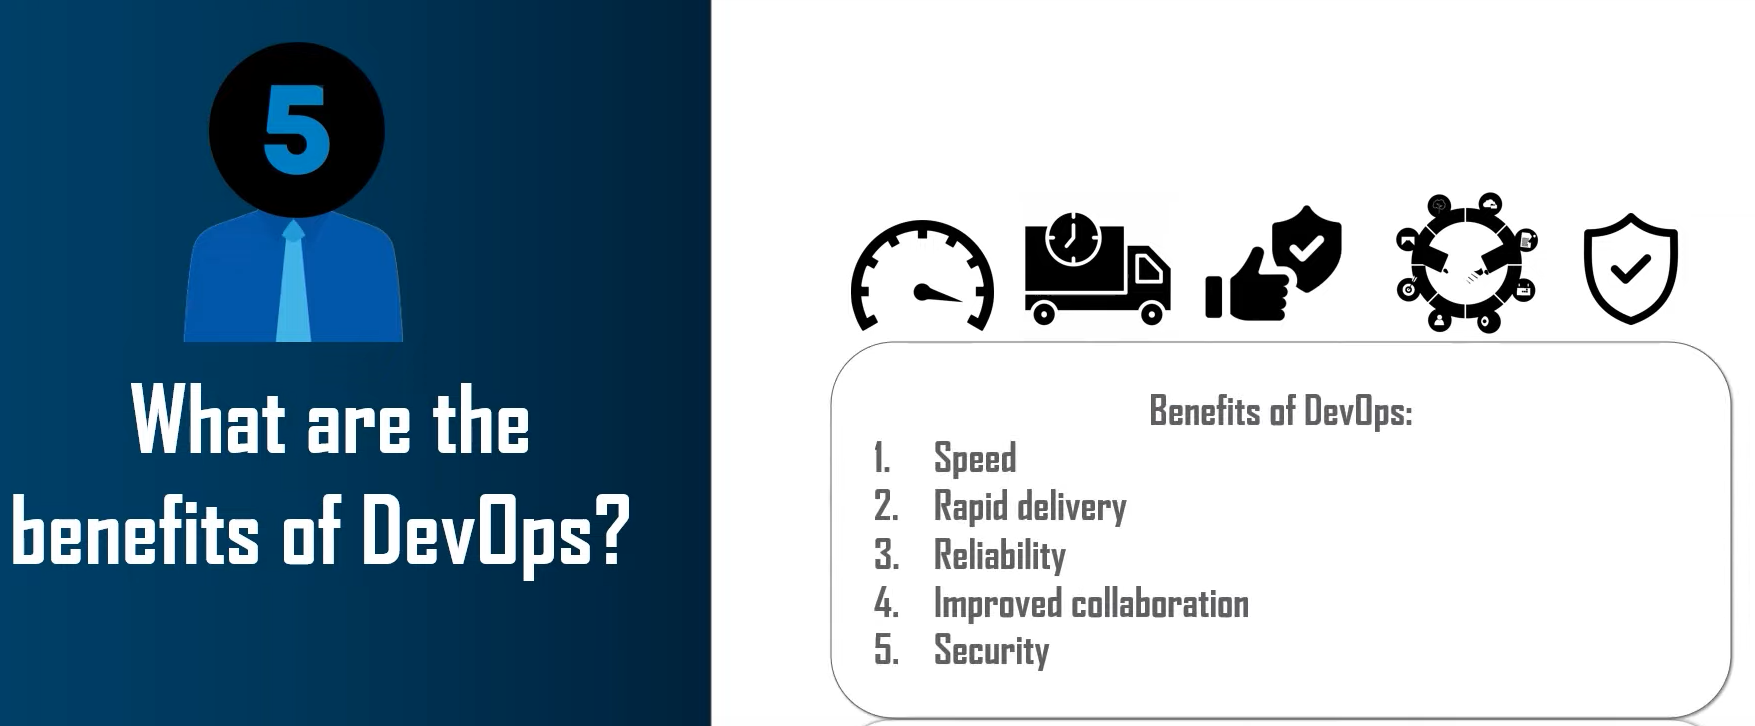 5
What are the
benefits of DevOps?
Benefits of DevOps:
1. Speed
2. Rapid delivery
3. Reliability
4. Improved collaboration
5. Security